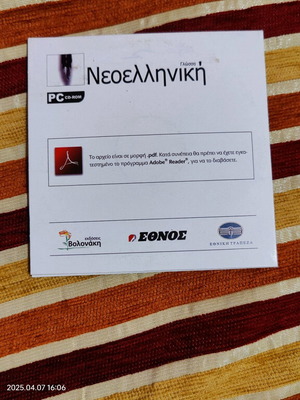 Γλώσσα
Νεοελληνική
PC CD-ROM
Το αρχείο είναι σε μορφή .pdf. Κατά συνέπεια θα πρέπει να έχετε εγκα-
τεστημένο το πρόγραμμα Adobe® Reader®, για να το διαβάσετε.
εκδόσεις
Βολονάκη
ΕΘΝΟΣ
ΕΘΝΙΚΗ ΤΡΑΠΕΖΑ
2025.04.07 16:06